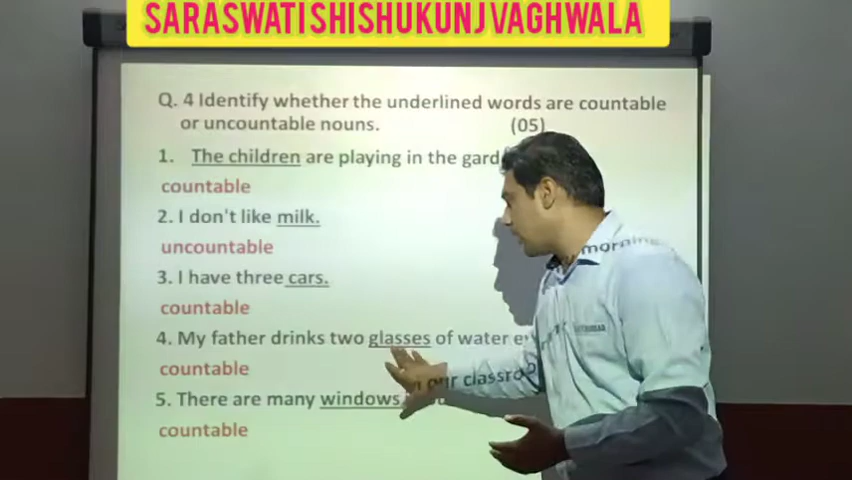 SARASWATI SHISHUKUNJ VAGHWALA
Q. 4 Identify whether the underlined words are countable
or uncountable nouns. (05)
1. The children are playing in the gard
countable
2. I don't like milk.
uncountable
3. I have three cars.
countable
4. My father drinks two glasses of water e morning
countable
5. There are many windows our classro
countable